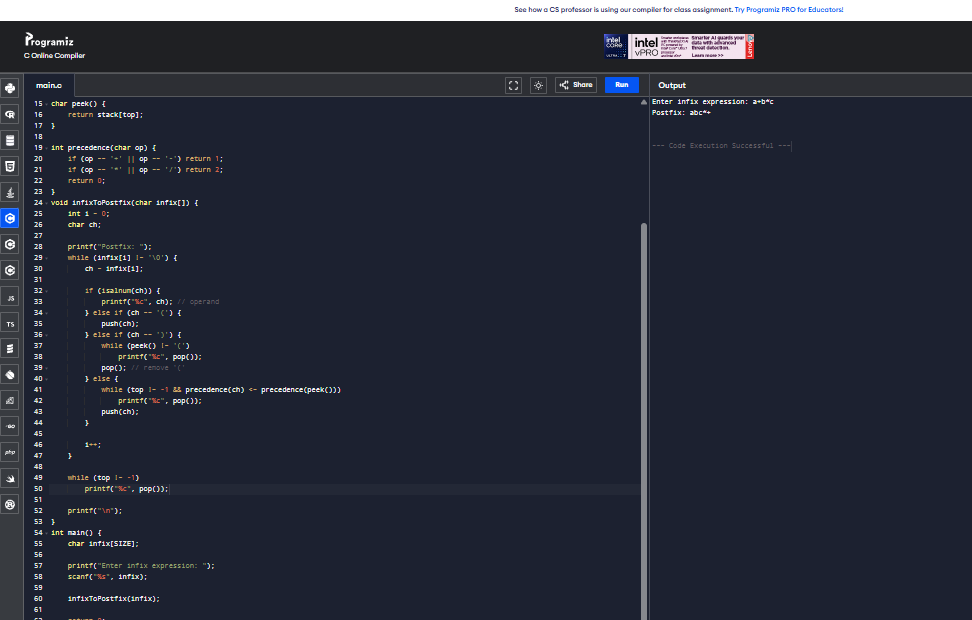 See how a CS professor is using our compiler for class assignment. Try Programiz PRO for Educators!
Programiz
C Online Compiler
intel CORE
ULTRA 7
intel vPRO
Smarter AI guards your data with advanced threat detection.
Learn more >>
Lenovo
main.c
Share
Run
Output
15 char peek() {
16 return stack[top];
17 }
18
19 int precedence(char op) {
20 if (op == '+' || op == '-') return 1;
21 if (op == '*' || op == '/') return 2;
22 return 0;
23 }
24 void infixToPostfix(char infix[]) {
25 int i = 0;
26 char ch;
27
28 printf("Postfix: ");
29 while (infix[i] != '\0') {
30 ch = infix[i];
31
32 if (isalnum(ch)) {
33 printf("%c", ch); // operand
34 } else if (ch == '(') {
35 push(ch);
36 } else if (ch == ')') {
37 while (peek() != '(')
38 printf("%c", pop());
39 pop(); // remove '('
40 } else {
41 while (top != -1 && precedence(ch) <= precedence(peek()))
42 printf("%c", pop());
43 push(ch);
44 }
45
46 i++;
47 }
48
49 while (top != -1)
50 printf("%c", pop());
51
52 printf("\n");
53 }
54 int main() {
55 char infix[SIZE];
56
57 printf("Enter infix expression: ");
58 scanf("%s", infix);
59
60 infixToPostfix(infix);
61
Enter infix expression: a+b*c
Postfix: abc*+
=== Code Execution Successful ===
JS
TS
GO
php